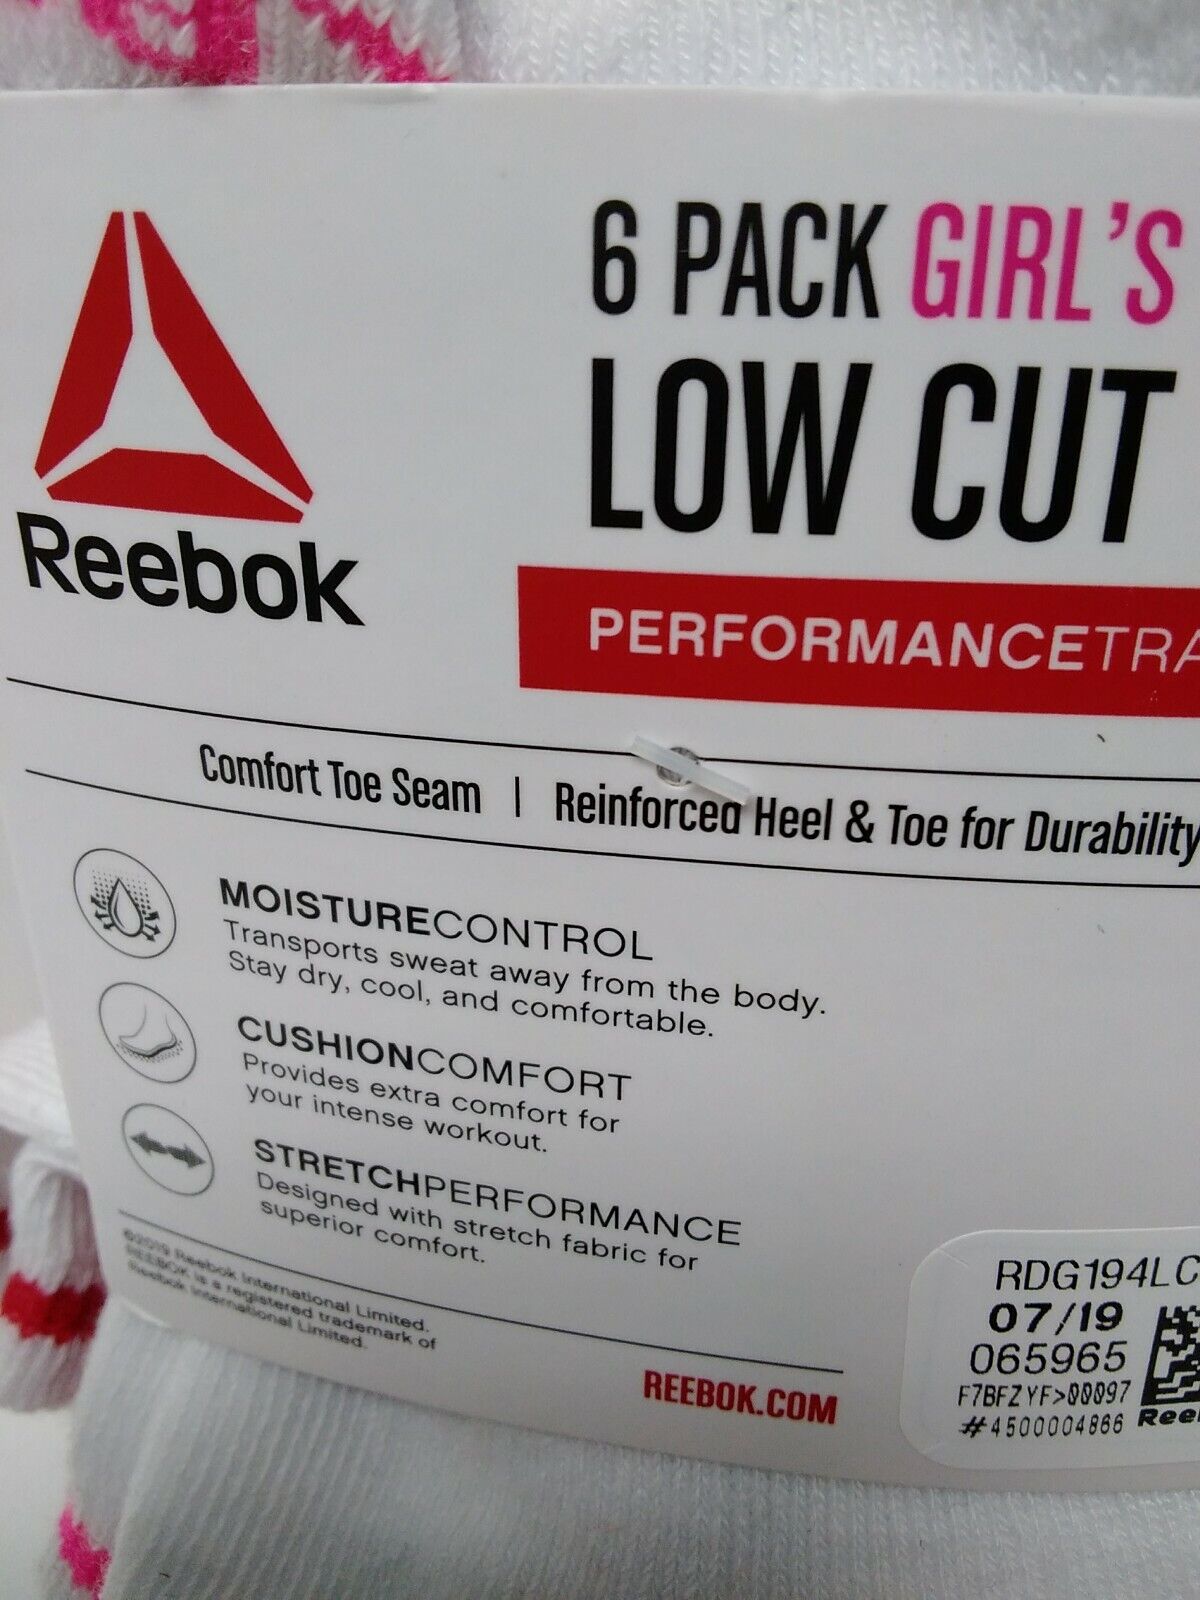 6 PACK GIRL'S
LOW CUT
Reebok
PERFORMANCETRA
Comfort Toe Seam | Reinforced Heel & Toe for Durability
MOISTURECONTROL
Transports sweat away from the body.
Stay dry, cool, and comfortable.
CUSHIONCOMFORT
Provides extra comfort for
your intense workout.
STRETCHPERFORMANCE
Designed with stretch fabric for
superior comfort.
©2019 Reebok International Limited.
REEBOK is a registered trademark of
Reebok International Limited.
REEBOK.COM
RDG194LC
07/19
065965
F7BFZYF>00097
#4500004866
Ree